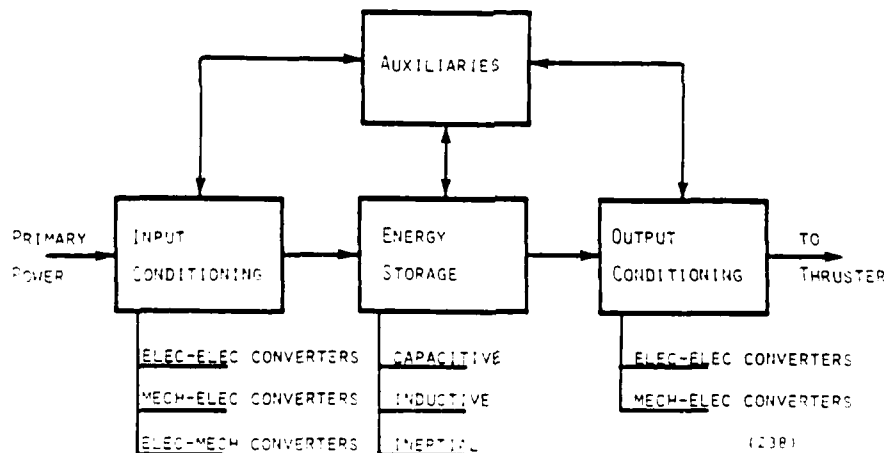 AUXILIARIES
PRIMARY
POWER
INPUT
CONDITIONING
ENERGY
STORAGE
OUTPUT
CONDITIONING
TO
THRUSTER
ELEC-ELEC CONVERTERS
MECH-ELEC CONVERTERS
ELEC-MECH CONVERTERS
CAPACITIVE
INDUCTIVE
INERTIAL
ELEC-ELEC CONVERTERS
MECH-ELEC CONVERTERS
(238)